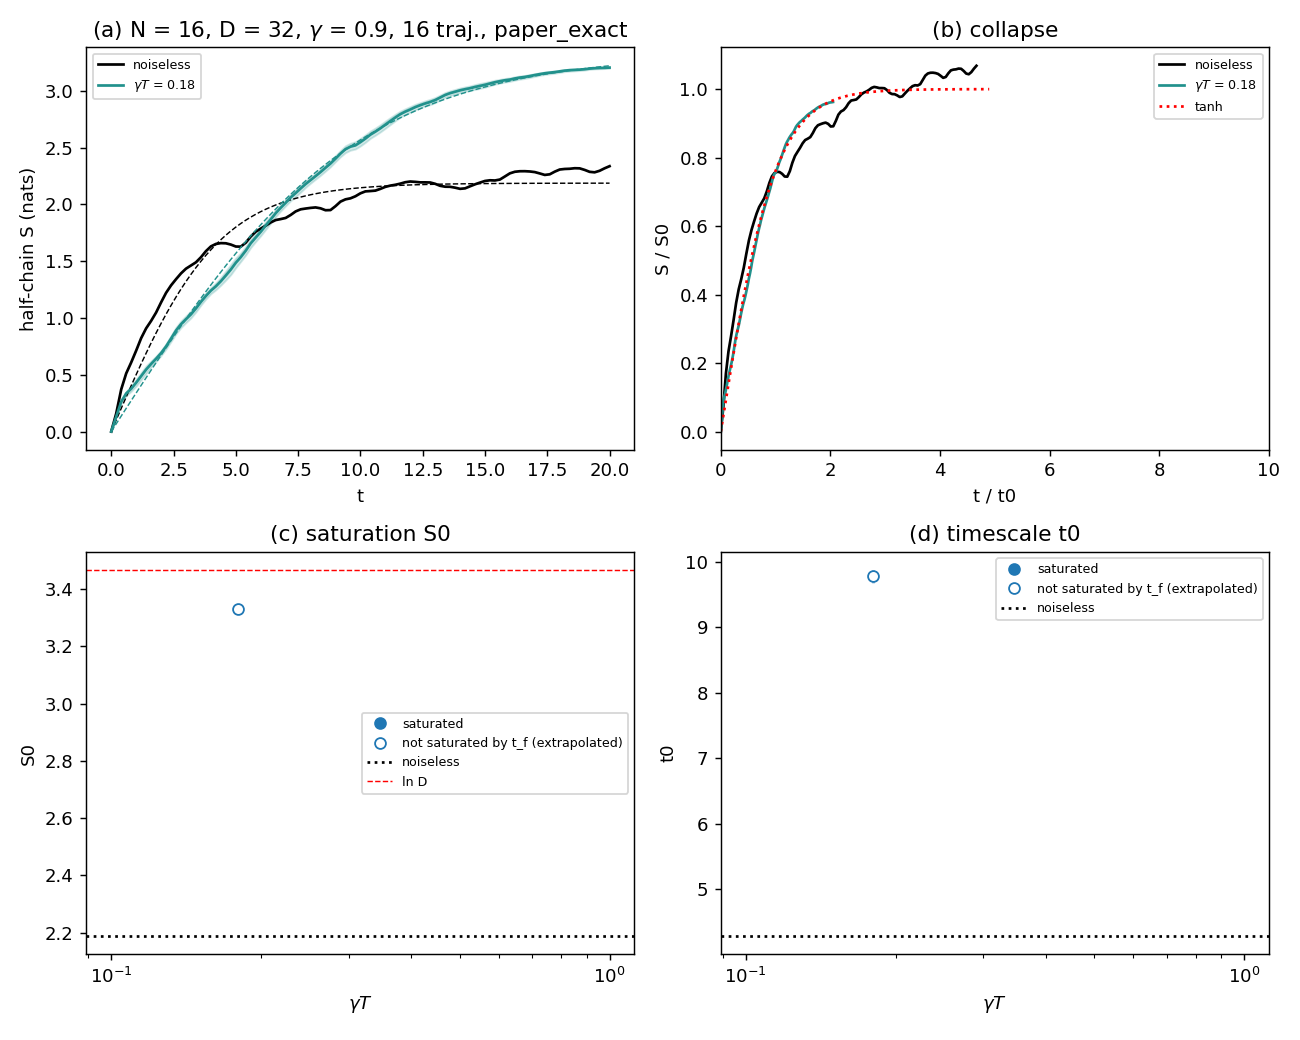 (a) N = 16, D = 32, γ = 0.9, 16 traj., paper_exact
noiseless
γT = 0.18
3.0
2.5
2.0
1.5
1.0
0.5
0.0
half-chain S (nats)
0.0 2.5 5.0 7.5 10.0 12.5 15.0 17.5 20.0
t
(b) collapse
noiseless
γT = 0.18
tanh
1.0
0.8
0.6
0.4
0.2
0.0
S / S0
0 2 4 6 8 10
t / t0
(c) saturation S0
3.4
3.2
3.0
2.8
2.6
2.4
2.2
S0
saturated
not saturated by t_f (extrapolated)
noiseless
ln D
10⁻¹ 10⁰
γT
(d) timescale t0
saturated
not saturated by t_f (extrapolated)
noiseless
10
9
8
7
6
5
t0
10⁻¹ 10⁰
γT